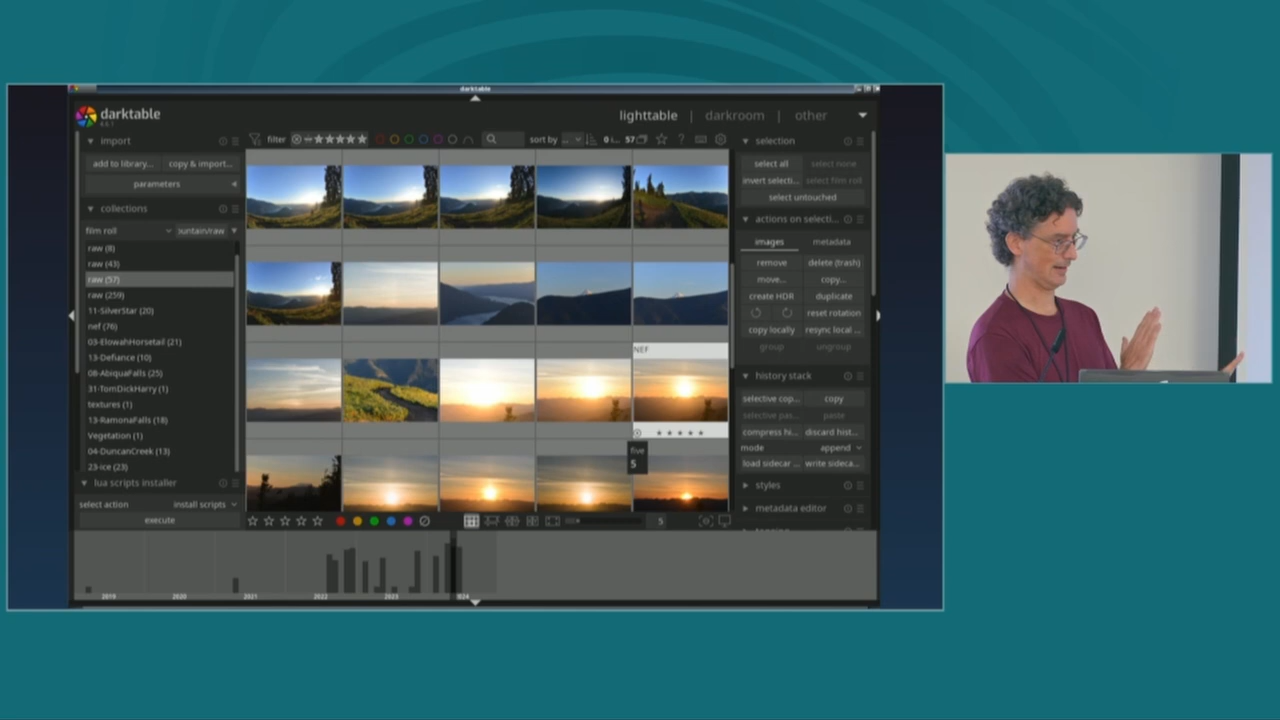 darktable
darktable
lighttable | darkroom | other
import
filter
sort by
57
?
selection
add to library...
copy & import...
select all
select none
parameters
invert selecti...
select film roll
select untouched
collections
actions on selecti...
film roll
ountain/raw
images
metadata
raw (8)
raw (43)
remove
delete (trash)
raw (57)
move...
copy...
raw (259)
create HDR
duplicate
11-SilverStar (20)
reset rotation
nef (76)
copy locally
resync local ...
03-ElowahHorsetail (21)
group
ungroup
NEF
13-Defiance (10)
08-AbiquaFalls (25)
history stack
31-TomDickHarry (1)
selective cop...
copy
textures (1)
selective pas...
paste
13-RamonaFalls (18)
compress hi...
discard hist...
Vegetation (1)
mode
append
04-DuncanCreek (13)
five
5
load sidecar ...
write sideca...
23-ice (23)
lua scripts installer
styles
select action
install scripts
metadata editor
execute
5
2019
2020
2021
2022
2023